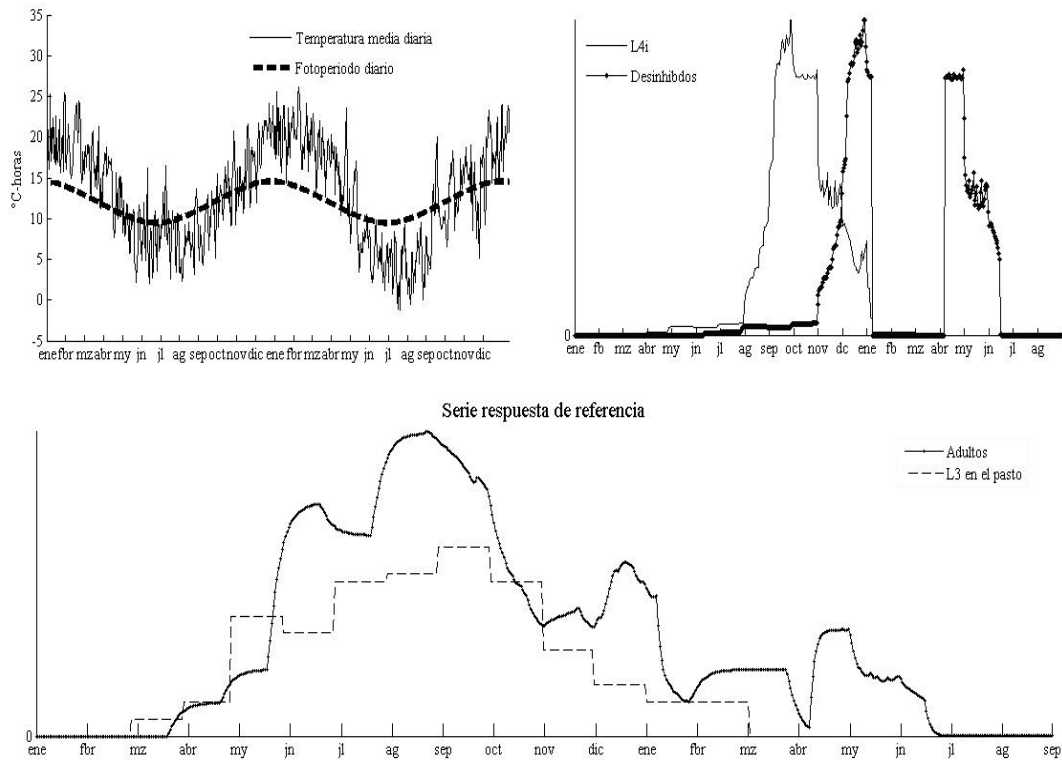 35
30
25
20
15
10
5
0
-5
°C-horas
Temperatura media diaria
Fotoperiodo diario
ene fbr mz abr my jn jl ag sep oct nov dic ene fbr mz abr my jn jl ag sep oct nov dic
L4i
Desinhibdos
0
ene fb mz abr my jn jl ag sep oct nov dc ene fb mz abr my jn jl ag
Serie respuesta de referencia
Adultos
L3 en el pasto
0
ene fbr mz abr my jn jl ag sep oct nov dic ene fbr mz abr my jn jl ag sep